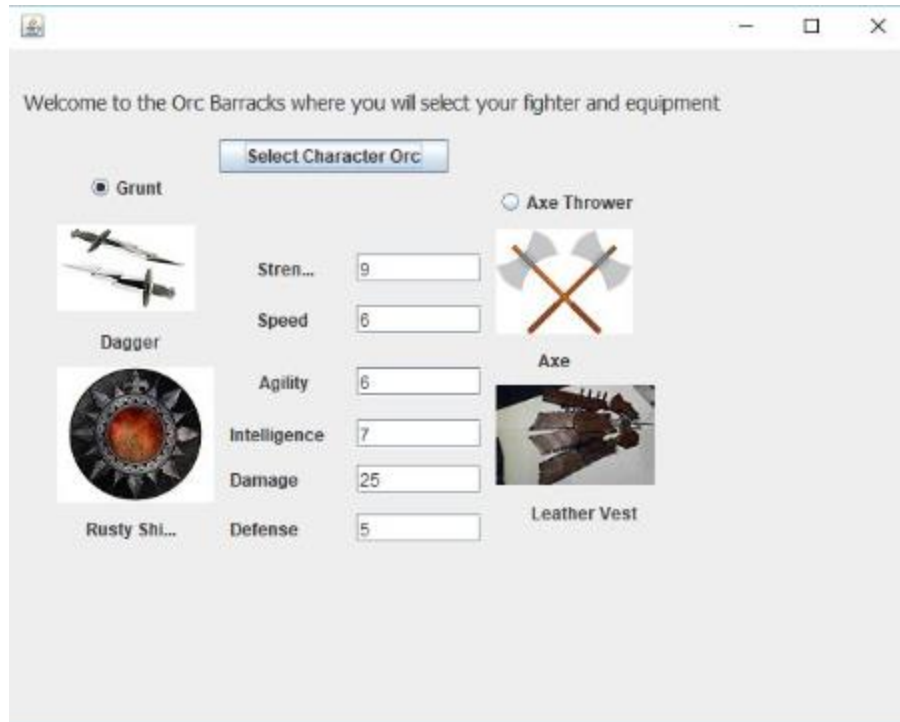 Welcome to the Orc Barracks where you will select your fighter and equipment
Select Character Orc
Grunt
Axe Thrower
Stren... 9
Speed 6
Dagger
Axe
Agility 6
Intelligence 7
Damage 25
Leather Vest
Rusty Shi...
Defense 5